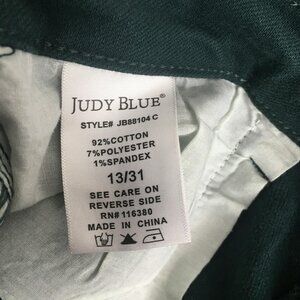 JUDY BLUE®
STYLE# JB88104 C
92%COTTON
7%POLYESTER
1%SPANDEX
13/31
SEE CARE ON
REVERSE SIDE
RN#116380
MADE IN CHINA